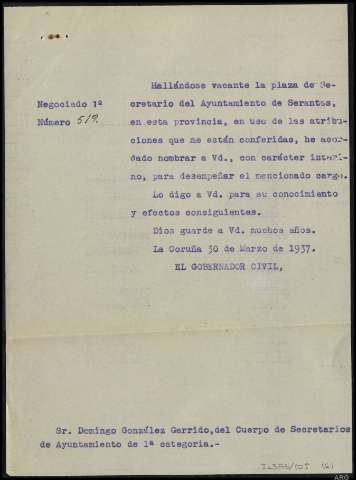 Hallándose vacante la plaza de Se-
Negociado 1º cretario del Ayuntamiento de Serantes,
Número 519. en esta provincia, en uso de las atribu-
ciones que me están conferidas, he acor-
dado nombrar a Vd., con carácter interi-
no, para desempeñar el mencionado cargo.
Lo digo a Vd. para su conocimiento
y efectos consiguientes.
Dios guarde a Vd. muchos años.
La Coruña 30 de Marzo de 1937.
EL GOBERNADOR CIVIL,
Sr. Domingo González Garrido,del Cuerpo de Secretarios
de Ayuntamiento de 1ª categoria.-
ARG